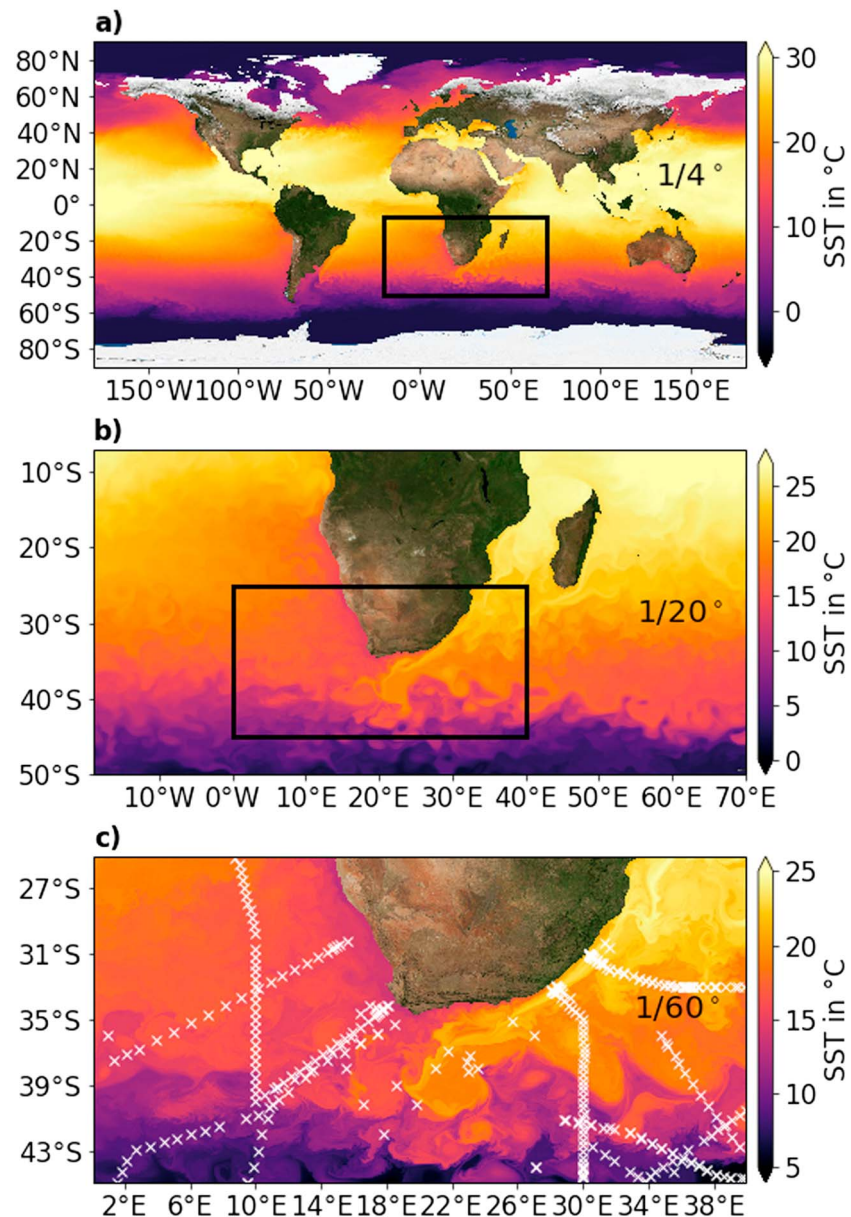 a)
80°N
60°N
40°N
20°N
0°
20°S
40°S
60°S
80°S
1/4°
150°W100°W 50°W 0°W 50°E 100°E 150°E
30
20
10
0
SST in °C
b)
10°S
20°S
30°S
40°S
50°S
1/20°
10°W 0°W 10°E 20°E 30°E 40°E 50°E 60°E 70°E
25
20
15
10
5
0
SST in °C
c)
27°S
31°S
35°S
39°S
43°S
1/60°
2°E 6°E 10°E 14°E 18°E 22°E 26°E 30°E 34°E 38°E
25
20
15
10
5
SST in °C